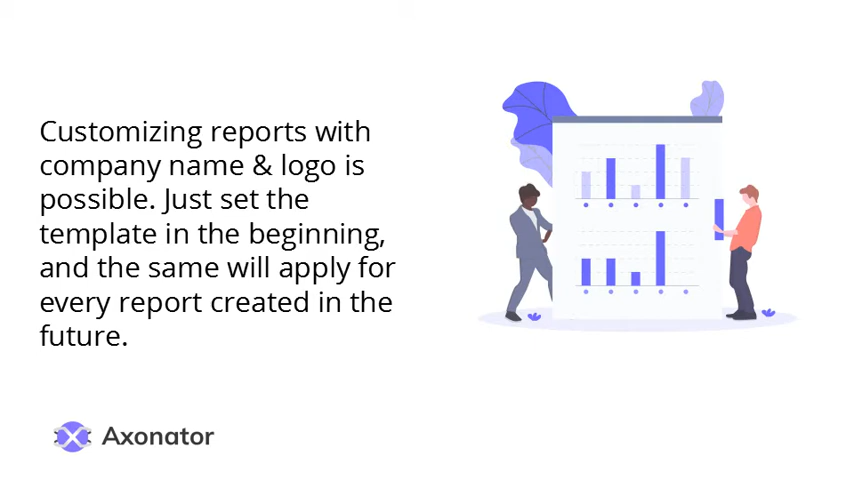 Customizing reports with
company name & logo is
possible. Just set the
template in the beginning,
and the same will apply for
every report created in the
future.
Axonator